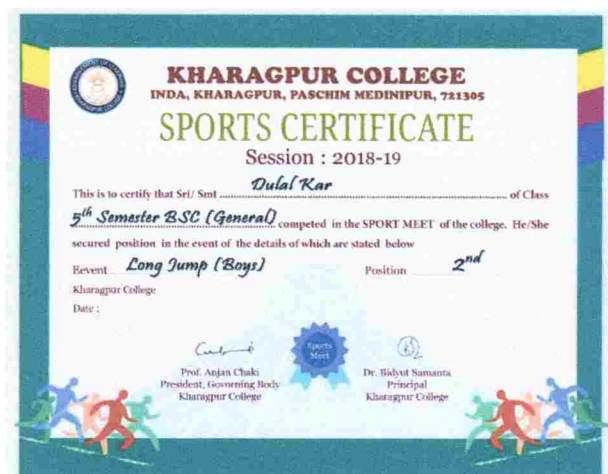 KHARAGPUR COLLEGE
INDA, KHARAGPUR, PASCHIM MEDINIPUR, 721305
SPORTS CERTIFICATE
Session : 2018-19
This is to certify that Sri/ Smt Dulal Kar of Class
5th Semester B.SC (General) competed in the SPORT MEET of the college. He/She
secured position in the event of the details of which are stated below
Eevent Long Jump (Boys) Position 2nd
Kharagpur College
Date :
Sports
Meet
Prof. Anjan Chaki
President, Govorning Body
Kharagpur College
Dr. Bidyut Samanta
Principal
Kharagpur College